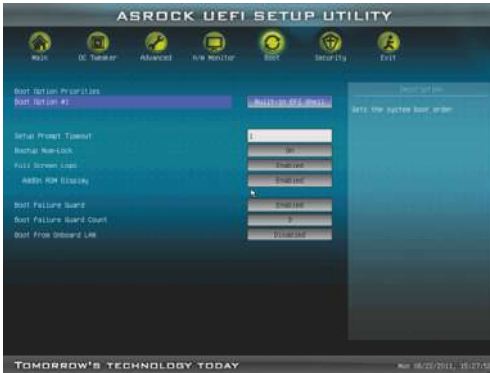 ASROCK UEFI SETUP UTILITY
Main OC Tweaker Advanced H/W Monitor Boot Security Exit
Boot Option Priorities
Boot Option #1 Built-in EFI Shell
Setup Prompt Timeout 1
Bootup Num-Lock On
Full Screen Logo Enabled
AddOn ROM Display Enabled
Boot Failure Guard Enabled
Boot Failure Guard Count 3
Boot From Onboard LAN Disabled
Description
Sets the system boot order
TOMORROW'S TECHNOLOGY TODAY
Mon